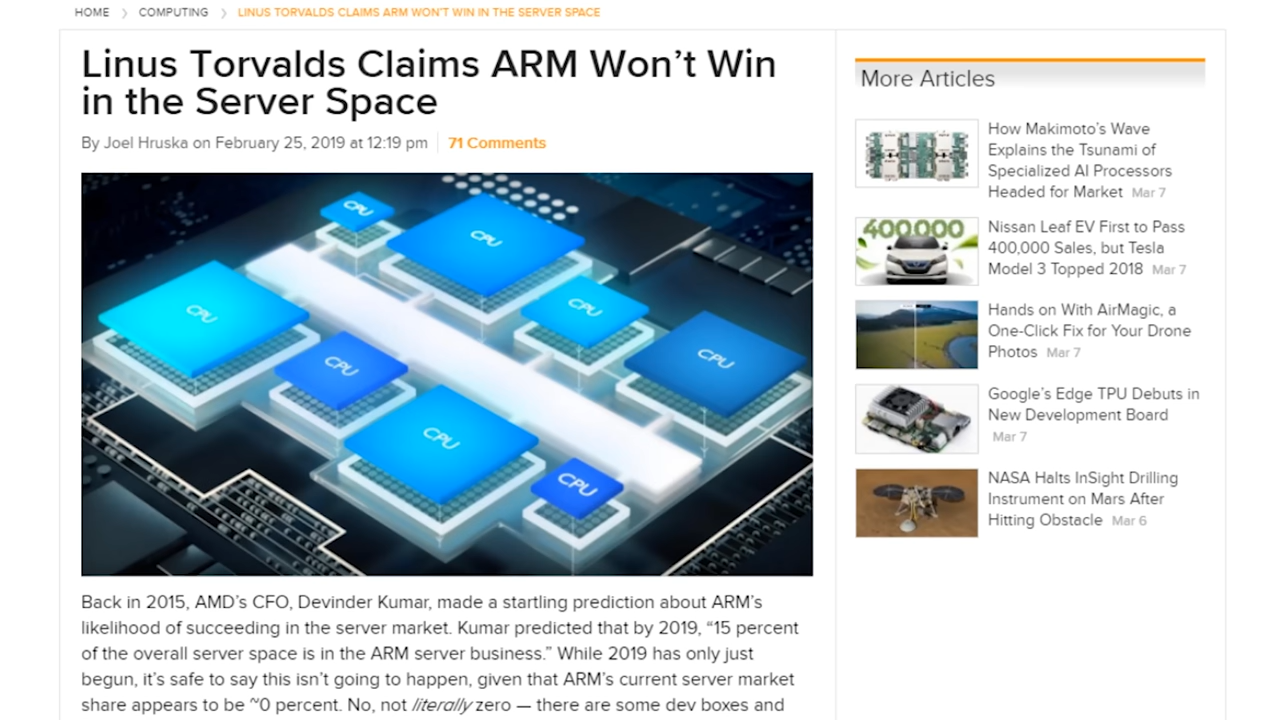 HOME > COMPUTING > LINUS TORVALDS CLAIMS ARM WON'T WIN IN THE SERVER SPACE
Linus Torvalds Claims ARM Won't Win
in the Server Space
By Joel Hruska on February 25, 2019 at 12:19 pm
71 Comments
CPU
CPU
CPU
CPU
CPU
CPU
CPU
CPU
Back in 2015, AMD's CFO, Devinder Kumar, made a startling prediction about ARM's
likelihood of succeeding in the server market. Kumar predicted that by 2019, “15 percent
of the overall server space is in the ARM server business.” While 2019 has only just
begun, it's safe to say this isn't going to happen, given that ARM's current server market
share appears to be ~0 percent. No, not literally zero — there are some dev boxes and
More Articles
How Makimoto's Wave
Explains the Tsunami of
Specialized AI Processors
Headed for Market Mar 7
400,000
Nissan Leaf EV First to Pass
400,000 Sales, but Tesla
Model 3 Topped 2018 Mar 7
Hands on With AirMagic, a
One-Click Fix for Your Drone
Photos Mar 7
Google's Edge TPU Debuts in
New Development Board
Mar 7
NASA Halts InSight Drilling
Instrument on Mars After
Hitting Obstacle Mar 6